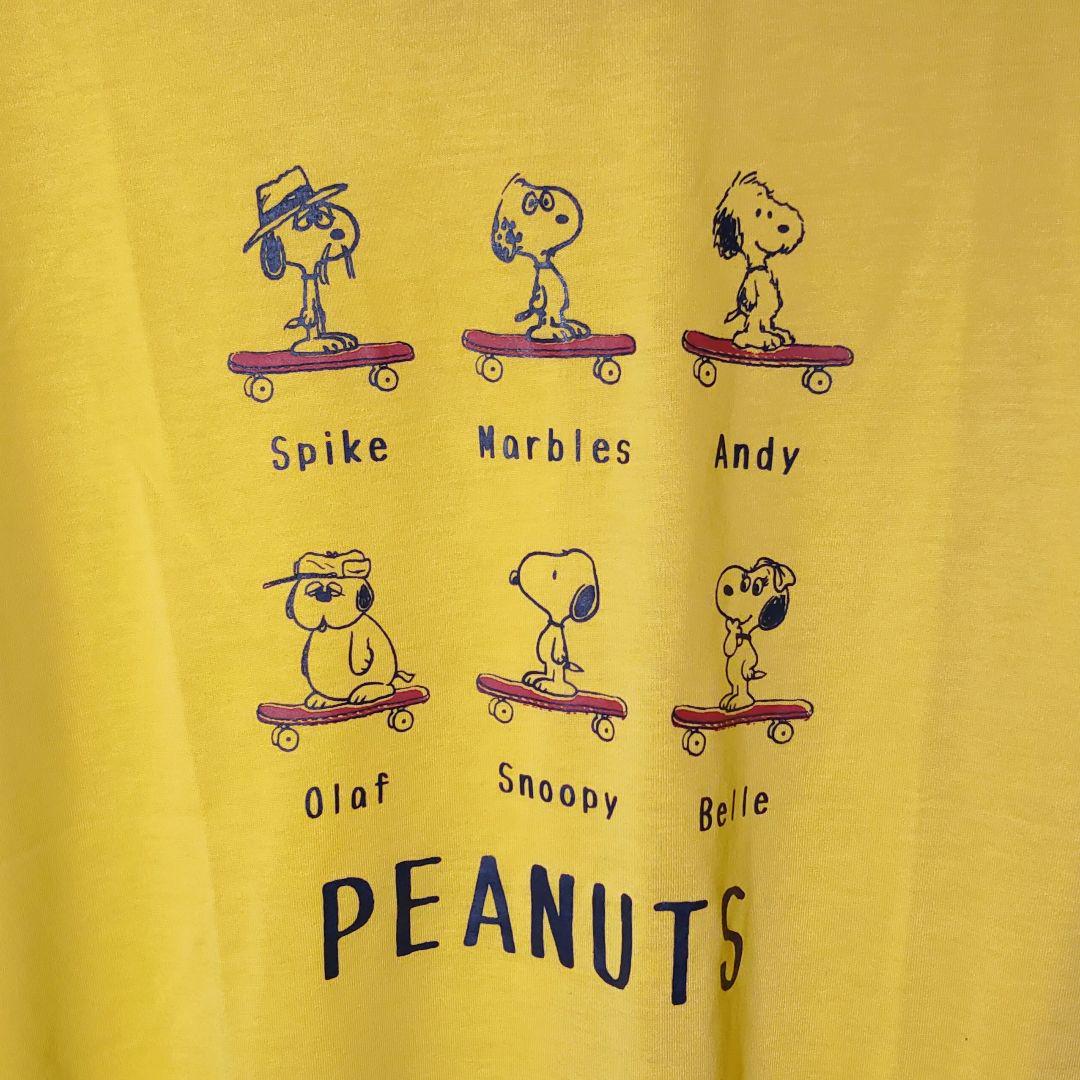 Spike Marbles Andy
Olaf Snoopy Belle
PEANUTS